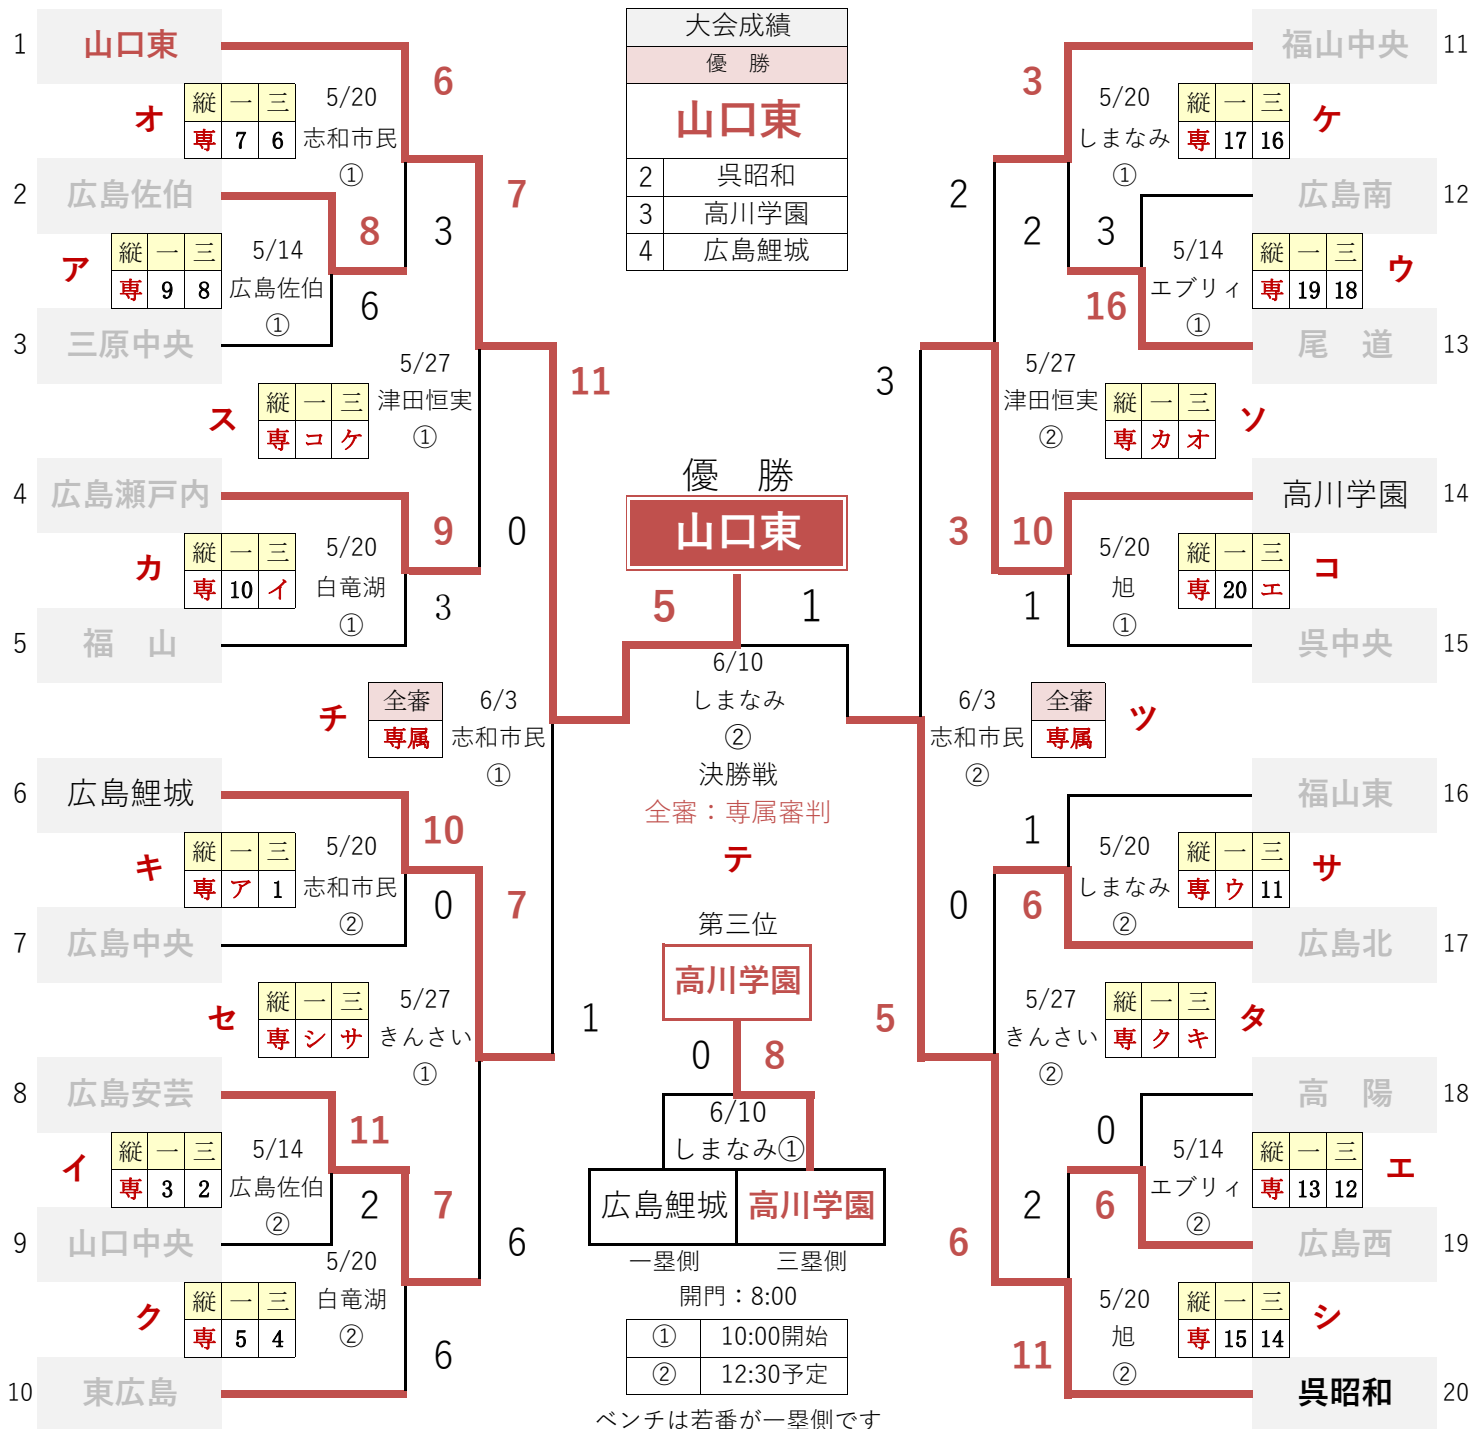 1 山口東
6
オ 縦 一 三
専 7 6
5/20
志和市民
①
2 広島佐伯
8
3
ア 縦 一 三
専 9 8
5/14
広島佐伯
①
6
3 三原中央
7
ス 縦 一 三
専 コ ケ
5/27
津田恒実
①
11
4 広島瀬戸内
9
0
カ 縦 一 三
専 10 イ
5/20
白竜湖
①
3
5 福 山
チ 全審
専属
6/3
志和市民
①
6 広島鯉城
10
キ 縦 一 三
専 ア 1
5/20
志和市民
②
0
7
7 広島中央
セ 縦 一 三
専 シ サ
5/27
きんさい
①
1
8 広島安芸
11
イ 縦 一 三
専 3 2
5/14
広島佐伯
②
2
7
6
9 山口中央
ク 縦 一 三
専 5 4
5/20
白竜湖
②
6
10 東広島
大会成績
優 勝
山口東
2 呉昭和
3 高川学園
4 広島鯉城
優 勝
山口東
5 1
6/10
しまなみ
②
決勝戦
全審：専属審判
テ
第三位
高川学園
0 8
6/10
しまなみ①
広島鯉城 高川学園
一塁側 三塁側
開門：8:00
① 10:00開始
② 12:30予定
ベンチは若番が一塁側です
福山中央 11
3
5/20
しまなみ
①
縦 一 三 ケ
専 17 16
2
2
3
広島南 12
5/14
エブリィ
①
縦 一 三 ウ
専 19 18
16
尾 道 13
3
5/27
津田恒実
②
縦 一 三 ソ
専 カ オ
高川学園 14
3
10
5/20
旭
①
縦 一 三 コ
専 20 エ
1
呉中央 15
6/3
志和市民
②
全審 ツ
専属
福山東 16
1
5/20
しまなみ
②
縦 一 三 サ
専 ウ 11
0
6
広島北 17
5
5/27
きんさい
②
縦 一 三 タ
専 ク キ
高 陽 18
0
5/14
エブリィ
②
縦 一 三 エ
専 13 12
2
6
6
広島西 19
5/20
旭
②
縦 一 三 シ
専 15 14
11
呉昭和 20